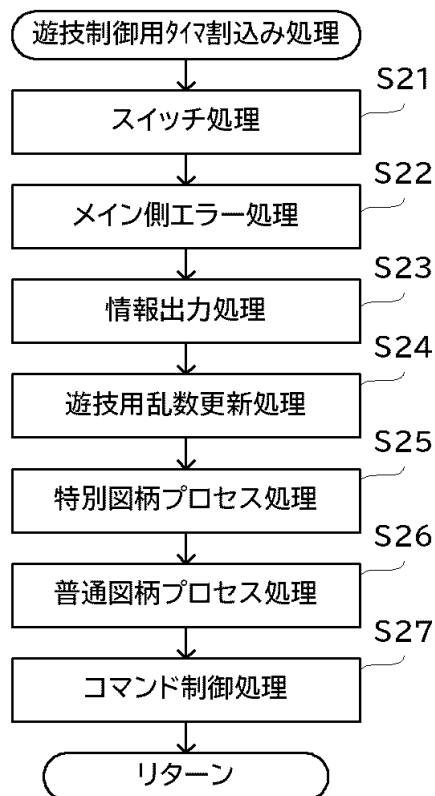 遊技制御用ﾀｲﾏ割込み処理
S21
スイッチ処理
S22
メイン側エラー処理
S23
情報出力処理
S24
遊技用乱数更新処理
S25
特別図柄プロセス処理
S26
普通図柄プロセス処理
S27
コマンド制御処理
リターン